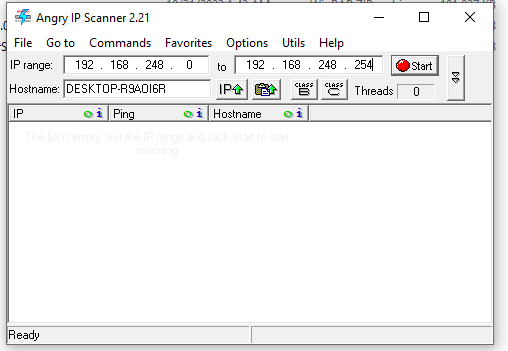 Angry IP Scanner 2.21
File Go to Commands Favorites Options Utils Help
IP range: 192 . 168 . 248 . 0 to 192 . 168 . 248 . 254 Start
Hostname: DESKTOP-R9AOI6R IP CLASS B CLASS C Threads 0
IP Ping Hostname
The list is empty. Set the IP range and click Start to start
scanning.
Ready